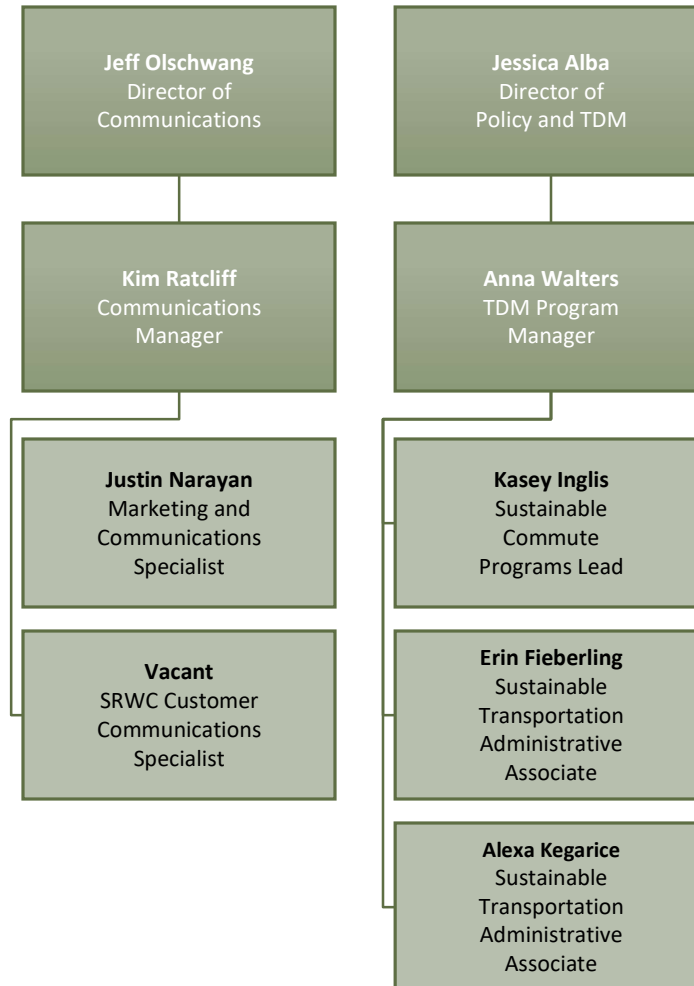 Jeff Olschwang
Director of
Communications
Jessica Alba
Director of
Policy and TDM
Kim Ratcliff
Communications
Manager
Anna Walters
TDM Program
Manager
Justin Narayan
Marketing and
Communications
Specialist
Kasey Inglis
Sustainable
Commute
Programs Lead
Vacant
SRWC Customer
Communications
Specialist
Erin Fieberling
Sustainable
Transportation
Administrative
Associate
Alexa Kegarice
Sustainable
Transportation
Administrative
Associate